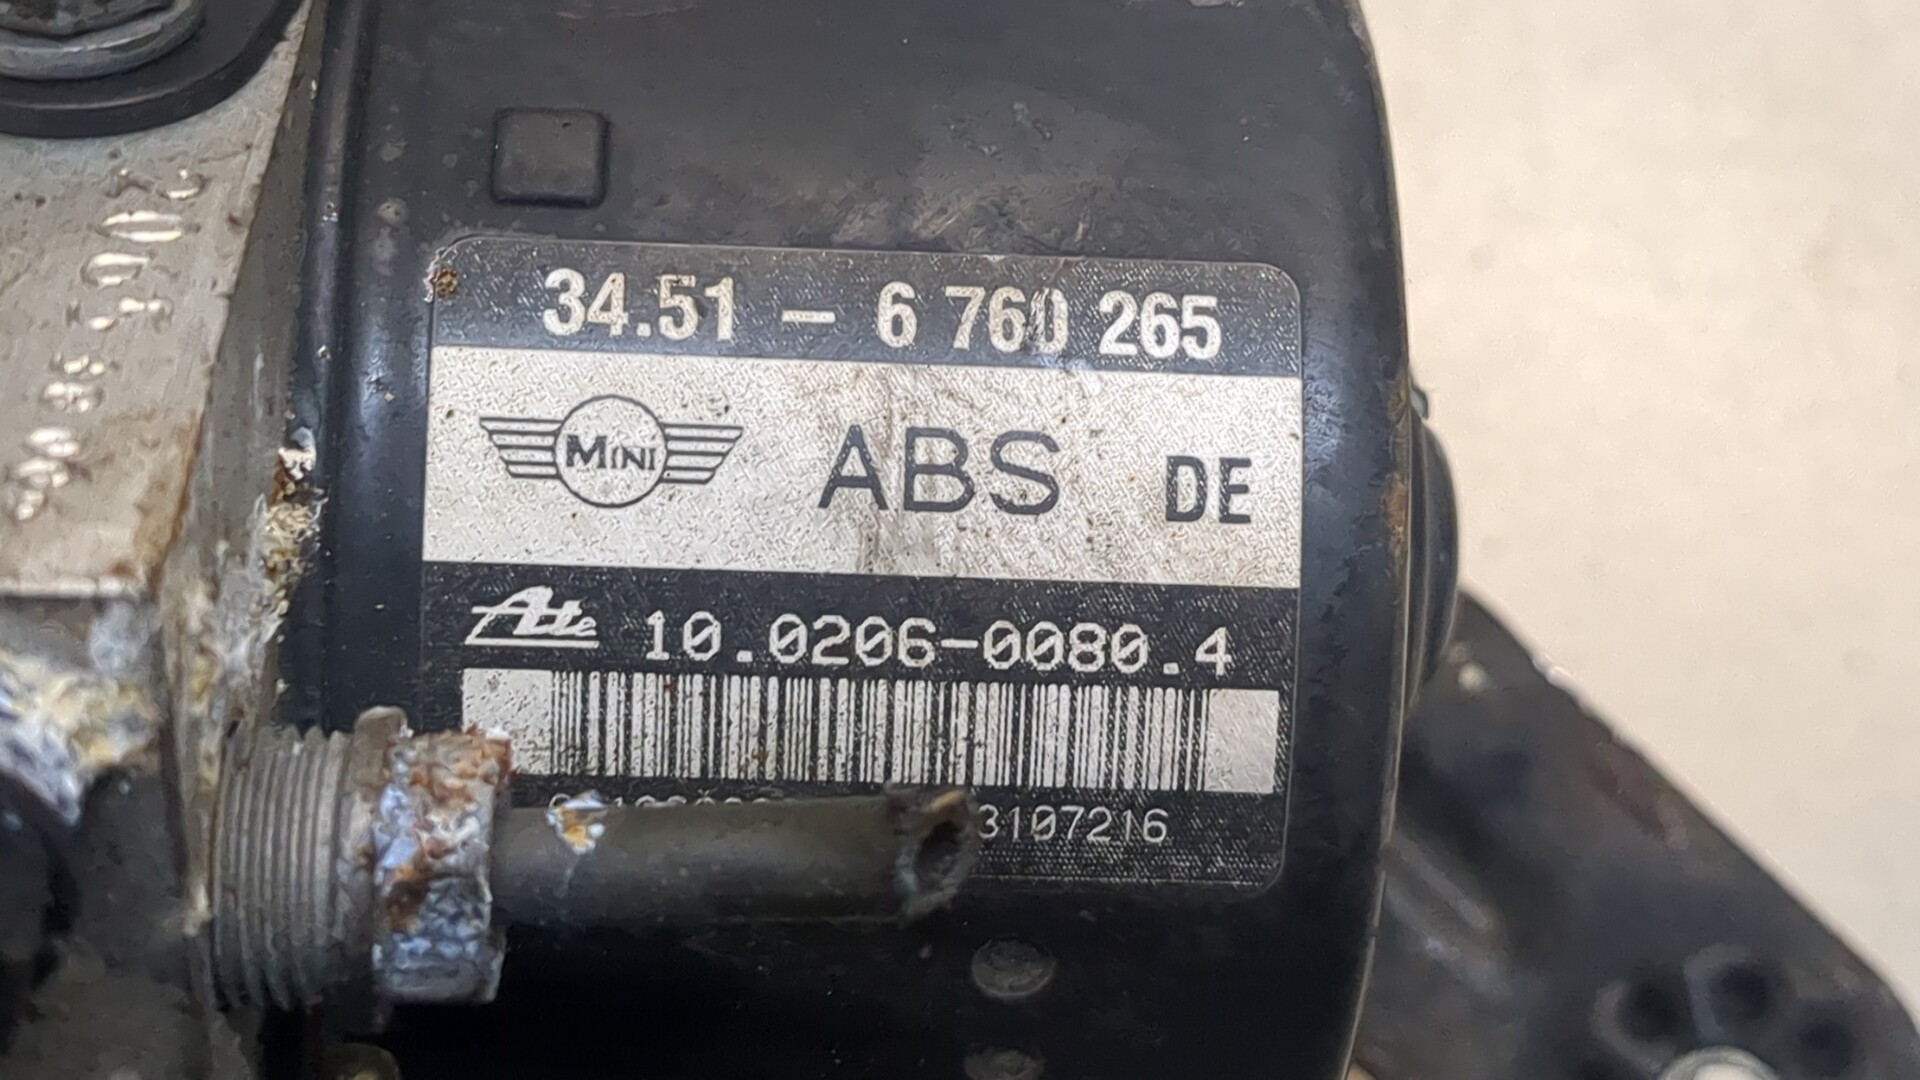 34.51 - 6 760 265
MINI ABS DE
Ate 10.0206-0080.4
3107216